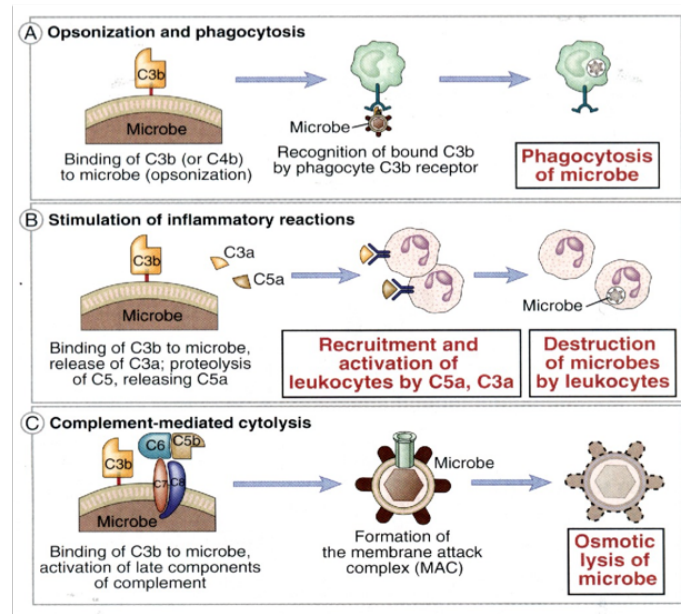 A Opsonization and phagocytosis
C3b
Microbe
Binding of C3b (or C4b)
to microbe (opsonization)
Microbe
Recognition of bound C3b
by phagocyte C3b receptor
Phagocytosis
of microbe
B Stimulation of inflammatory reactions
C3b
C3a
C5a
Microbe
Binding of C3b to microbe,
release of C3a; proteolysis
of C5, releasing C5a
Recruitment and
activation of
leukocytes by C5a, C3a
Microbe
Destruction
of microbes
by leukocytes
C Complement-mediated cytolysis
C3b
C6
C5b
C7
C8
Microbe
Binding of C3b to microbe,
activation of late components
of complement
Microbe
Formation of
the membrane attack
complex (MAC)
Osmotic
lysis of
microbe